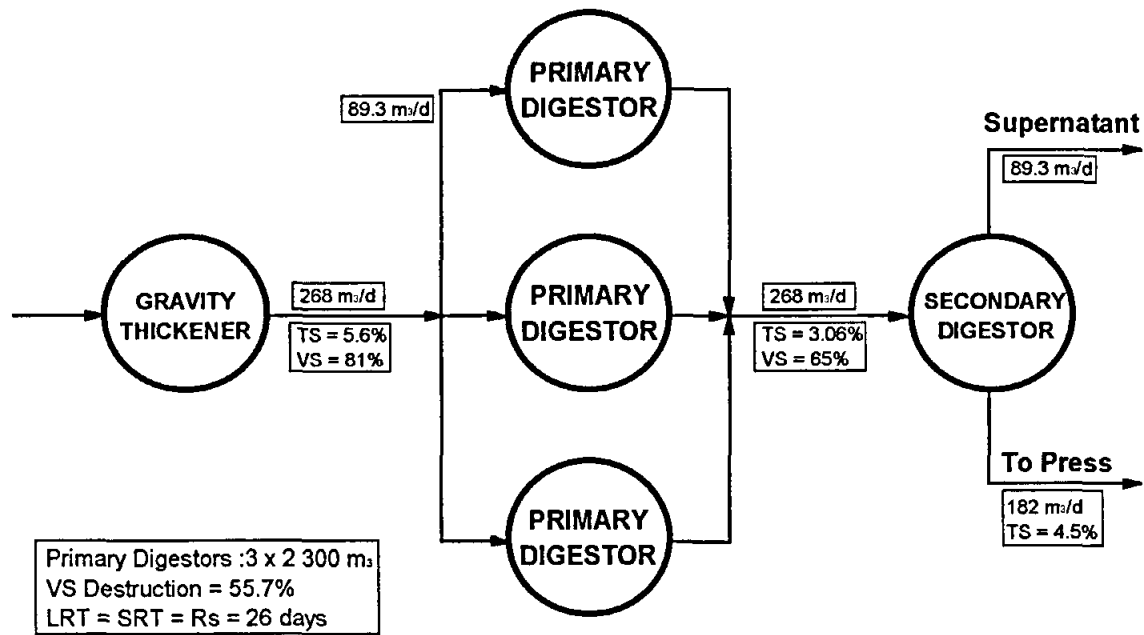 PRIMARY
DIGESTOR
89.3 m3/d
Supernatant
89.3 m3/d
GRAVITY
THICKENER
268 m3/d
TS = 5.6%
VS = 81%
PRIMARY
DIGESTOR
268 m3/d
TS = 3.06%
VS = 65%
SECONDARY
DIGESTOR
To Press
182 m3/d
TS = 4.5%
PRIMARY
DIGESTOR
Primary Digestors :3 x 2 300 m3
VS Destruction = 55.7%
LRT = SRT = Rs = 26 days